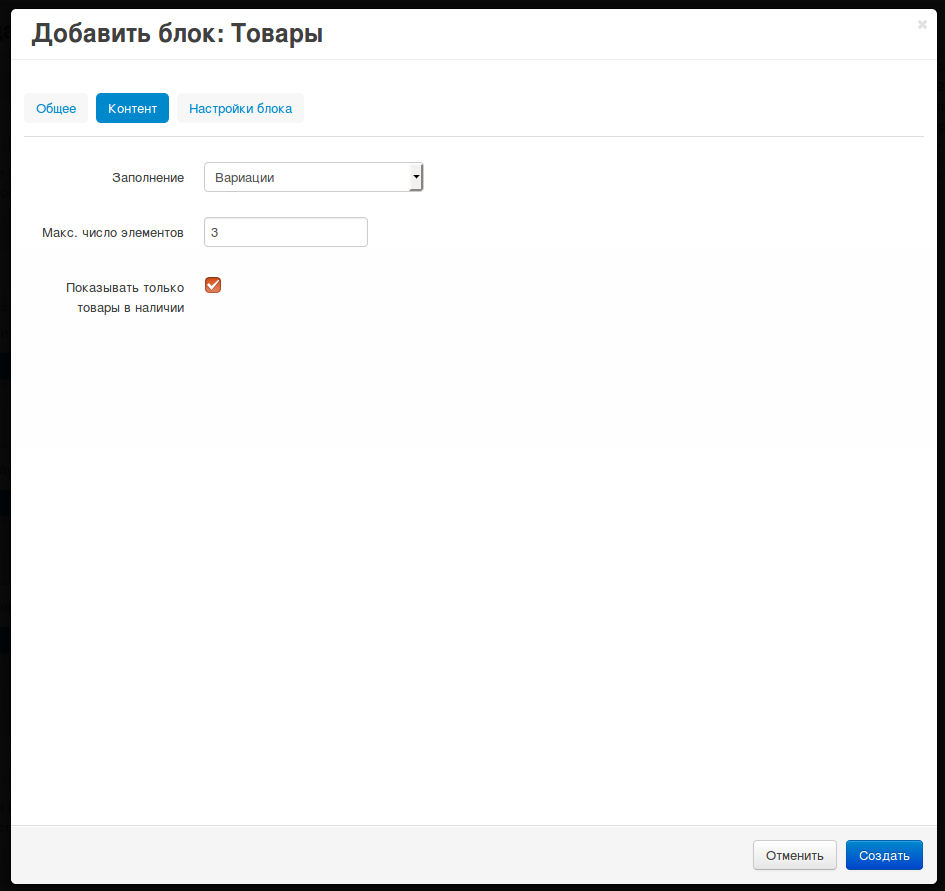 Добавить блок: Товары
×
Общее Контент Настройки блока
Заполнение Вариации
Макс. число элементов 3
Показывать только
товары в наличии
Отменить Создать